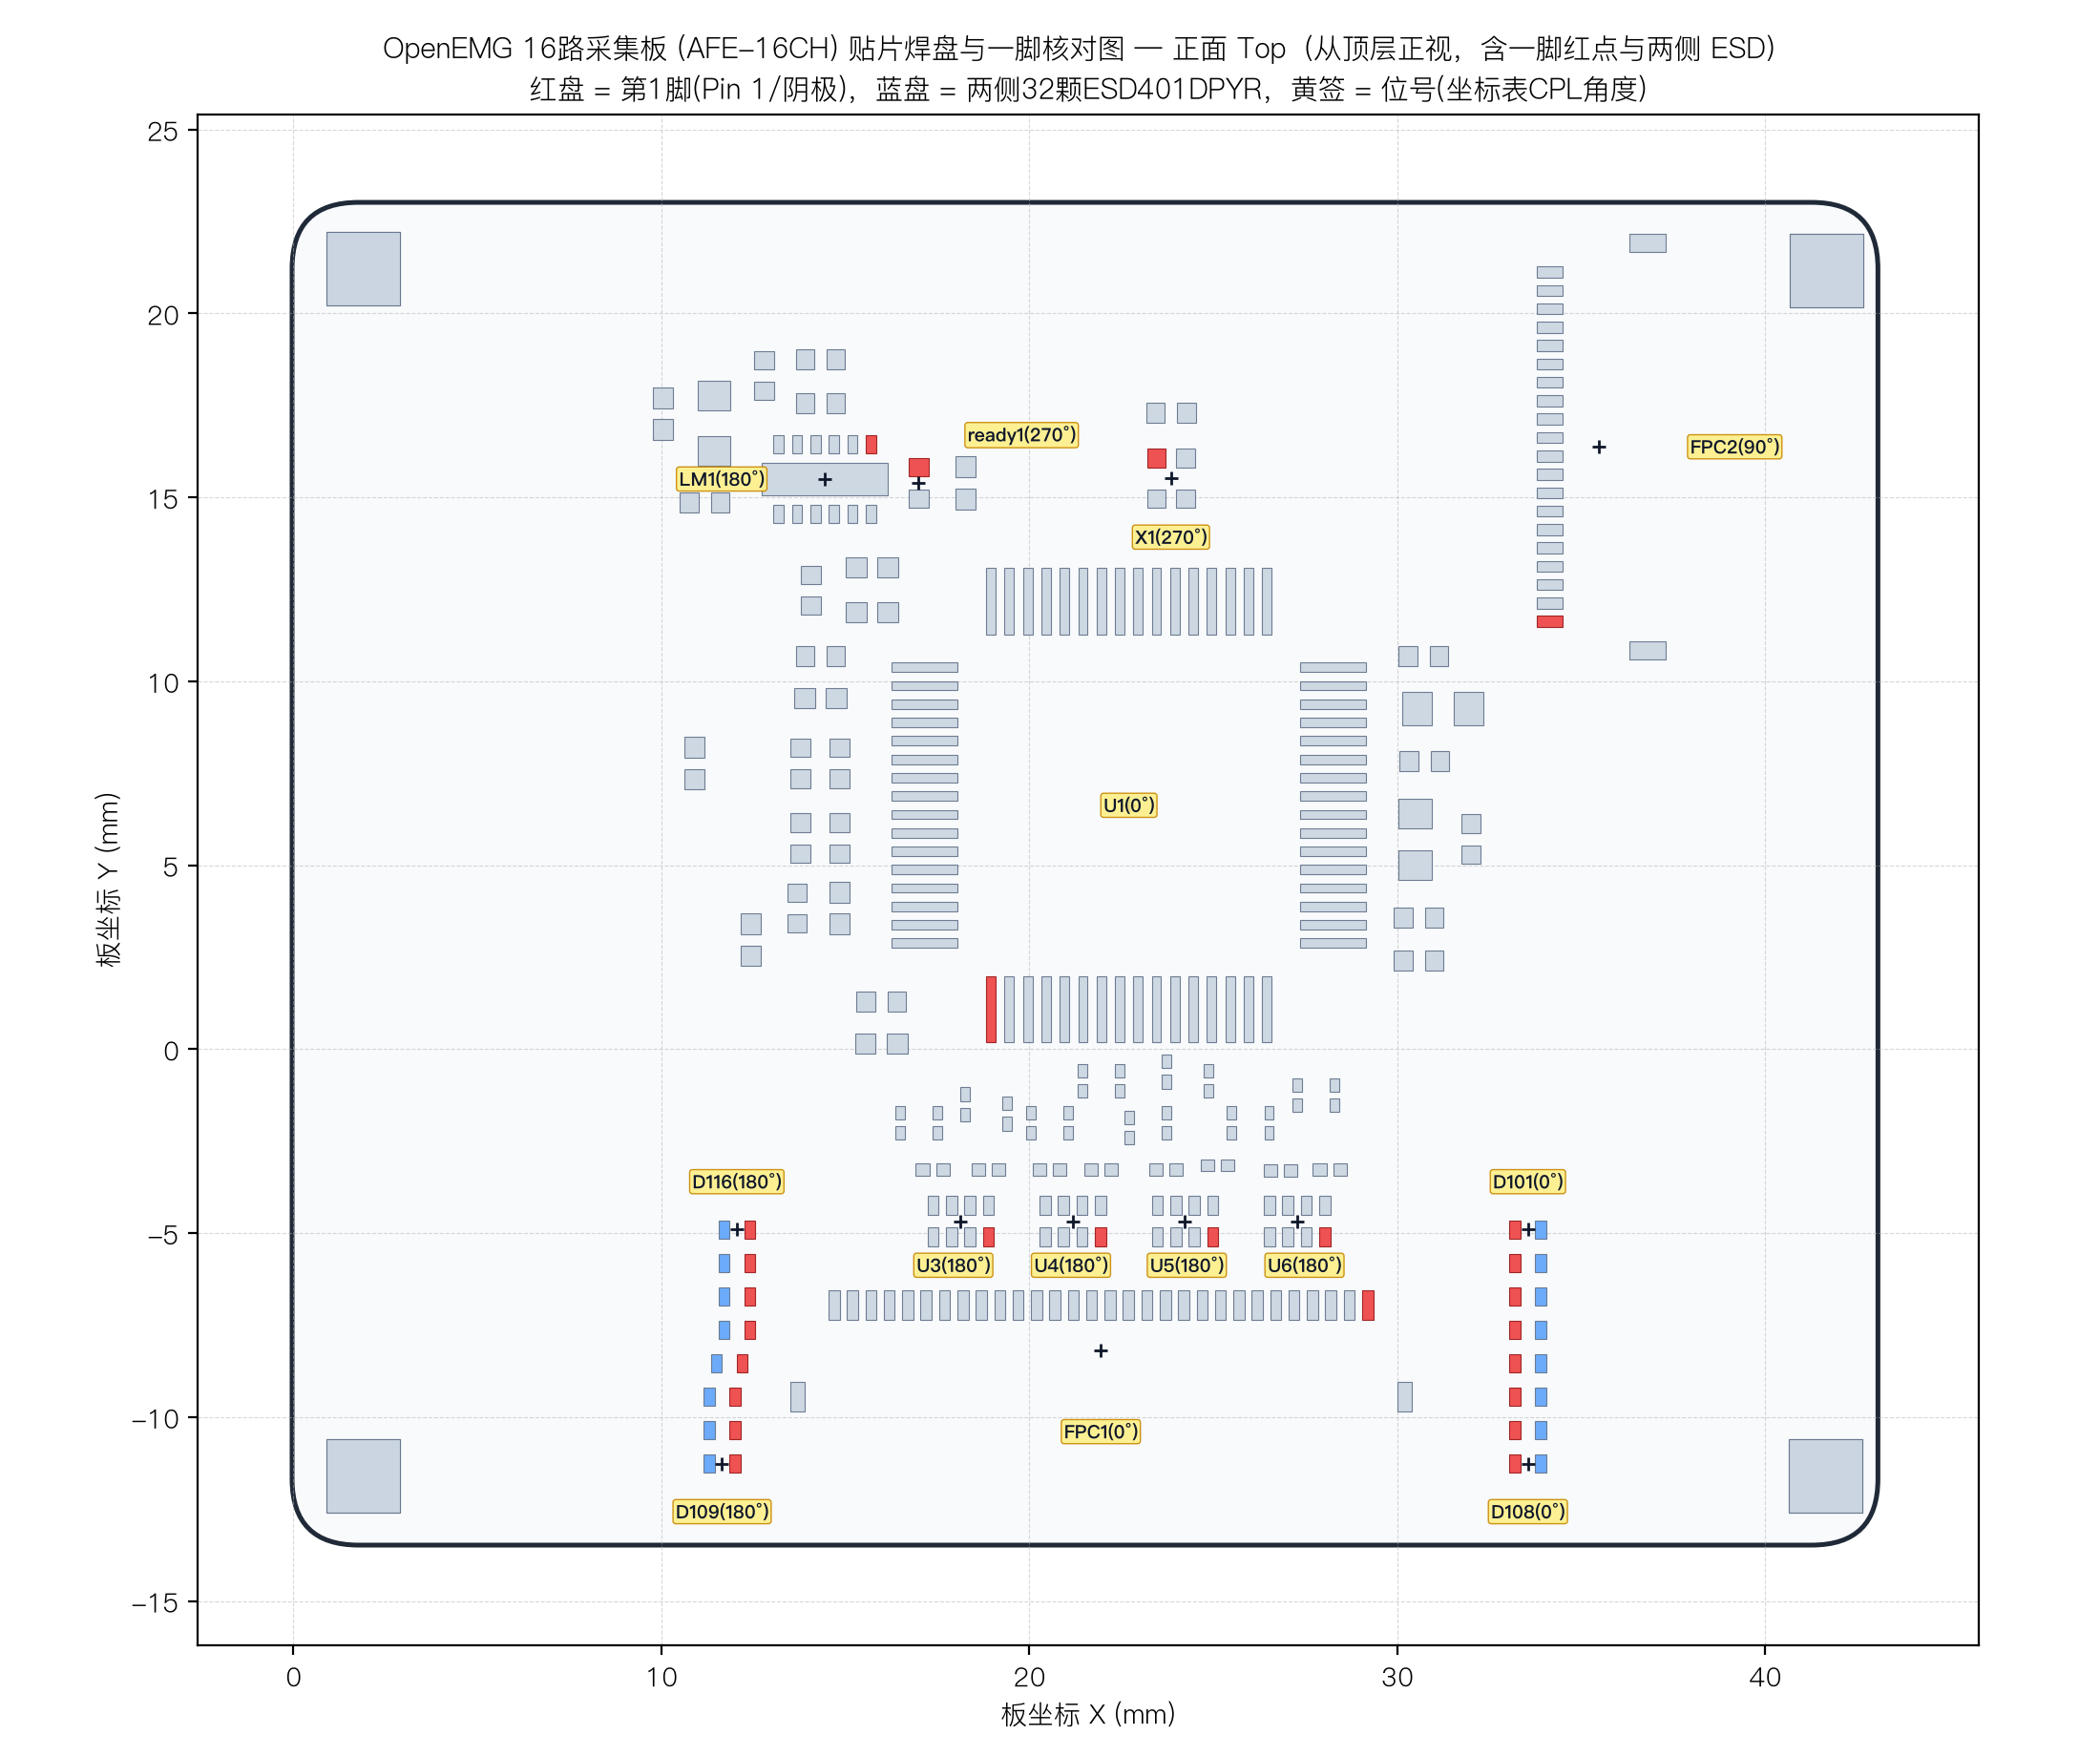 OpenEMG 16路采集板 (AFE-16CH) 贴片焊盘与一脚核对图 — 正面 Top（从顶层正视，含一脚红点与两侧 ESD）
红盘 = 第1脚(Pin 1/阴极)，蓝盘 = 两侧32颗ESD401DPYR，黄签 = 位号(坐标表CPL角度)
25
20
15
10
5
0
-5
-10
-15
板坐标 Y (mm)
ready1(270°)
FPC2(90°)
LM1(180°)
X1(270°)
U1(0°)
D116(180°)
D101(0°)
U3(180°)
U4(180°)
U5(180°)
U6(180°)
FPC1(0°)
D109(180°)
D108(0°)
0
10
20
30
40
板坐标 X (mm)